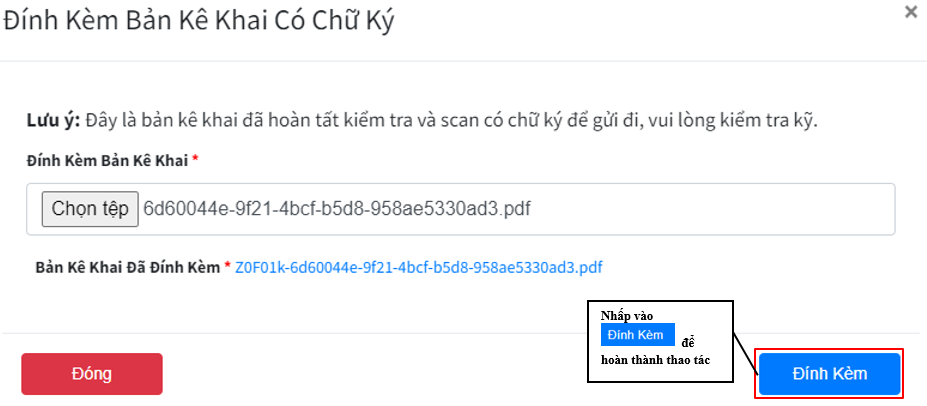 Đính Kèm Bản Kê Khai Có Chữ Ký
×
Lưu ý: Đây là bản kê khai đã hoàn tất kiểm tra và scan có chữ ký để gửi đi, vui lòng kiểm tra kỹ.
Đính Kèm Bản Kê Khai *
Chọn tệp 6d60044e-9f21-4bcf-b5d8-958ae5330ad3.pdf
Bản Kê Khai Đã Đính Kèm * Z0F01k-6d60044e-9f21-4bcf-b5d8-958ae5330ad3.pdf
Nhấp vào
Đính Kèm để
hoàn thành thao tác
Đóng
Đính Kèm